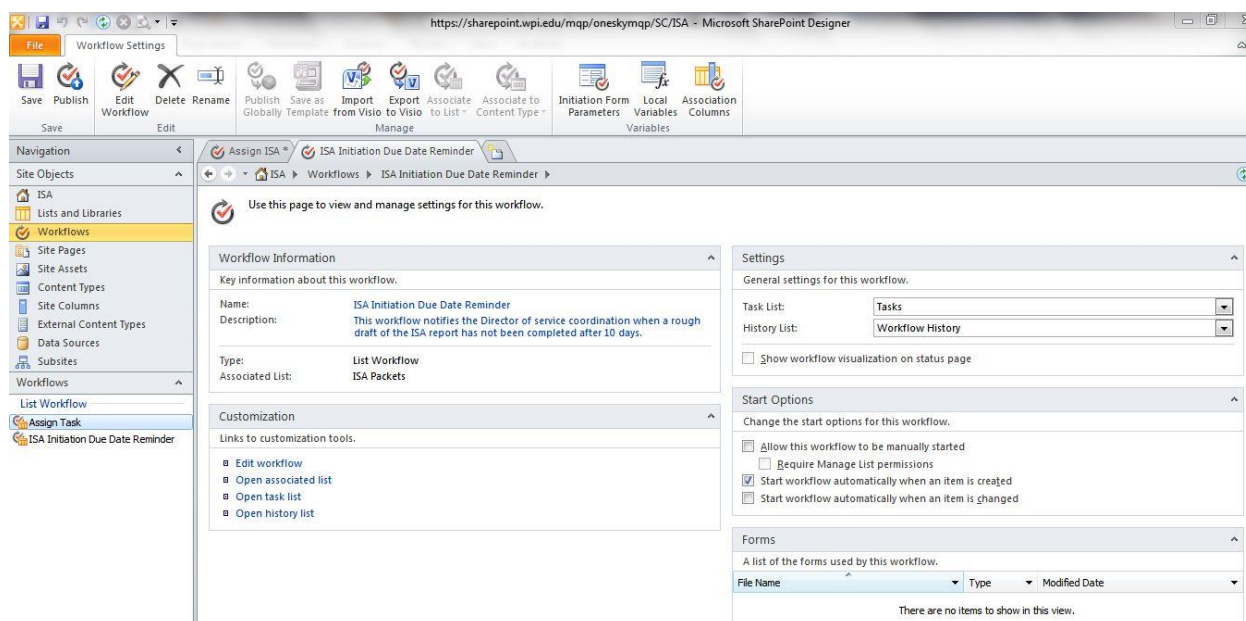 https://sharepoint.wpi.edu/mqp/oneskymqp/SC/ISA - Microsoft SharePoint Designer
File
Workflow Settings
Save
Publish
Edit
Workflow
Delete
Rename
Publish
Globally
Save as
Template
Import
from Visio
Export
to Visio
Associate
to List
Associate to
Content Type
Initiation Form
Parameters
Local
Variables
Association
Columns
Save
Edit
Manage
Variables
Navigation
Assign ISA *
ISA Initiation Due Date Reminder
Site Objects
ISA
Workflows
ISA Initiation Due Date Reminder
ISA
Lists and Libraries
Workflows
Site Pages
Site Assets
Content Types
Site Columns
External Content Types
Data Sources
Subsites
Workflows
List Workflow
Assign Task
ISA Initiation Due Date Reminder
Use this page to view and manage settings for this workflow.
Workflow Information
Key information about this workflow.
Name: ISA Initiation Due Date Reminder
Description: This workflow notifies the Director of service coordination when a rough
draft of the ISA report has not been completed after 10 days.
Type: List Workflow
Associated List: ISA Packets
Customization
Links to customization tools.
Edit workflow
Open associated list
Open task list
Open history list
Settings
General settings for this workflow.
Task List: Tasks
History List: Workflow History
Show workflow visualization on status page
Start Options
Change the start options for this workflow.
Allow this workflow to be manually started
Require Manage List permissions
Start workflow automatically when an item is created
Start workflow automatically when an item is changed
Forms
A list of the forms used by this workflow.
File Name
Type
Modified Date
There are no items to show in this view.